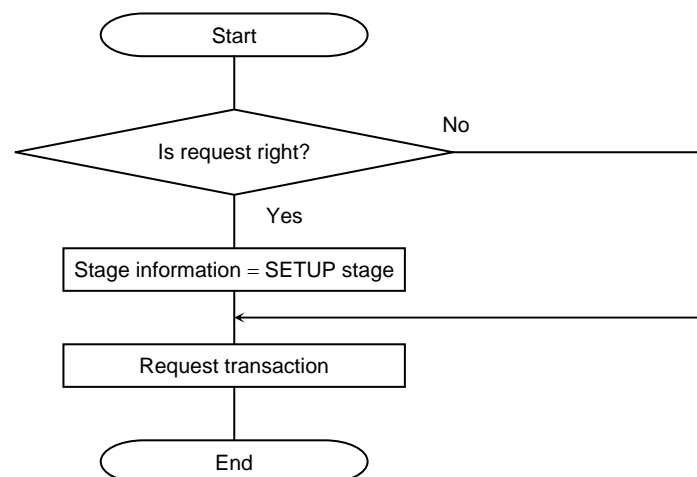 Start
Is request right?
No
Yes
Stage information = SETUP stage
Request transaction
End